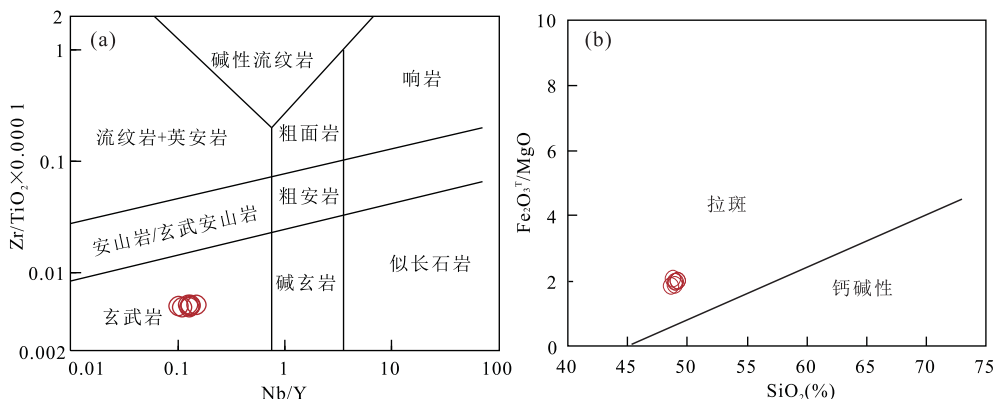 (a)
2
1
0.1
0.01
0.002
Zr/TiO₂×0.000 1
碱性流纹岩
响岩
流纹岩+英安岩
粗面岩
粗安岩
安山岩/玄武安山岩
似长石岩
碱玄岩
玄武岩
0.01
0.1
1
10
100
Nb/Y
(b)
10
8
6
4
2
0
Fe₂O₃ᵀ/MgO
拉斑
钙碱性
40
45
50
55
60
65
70
75
SiO₂(%)